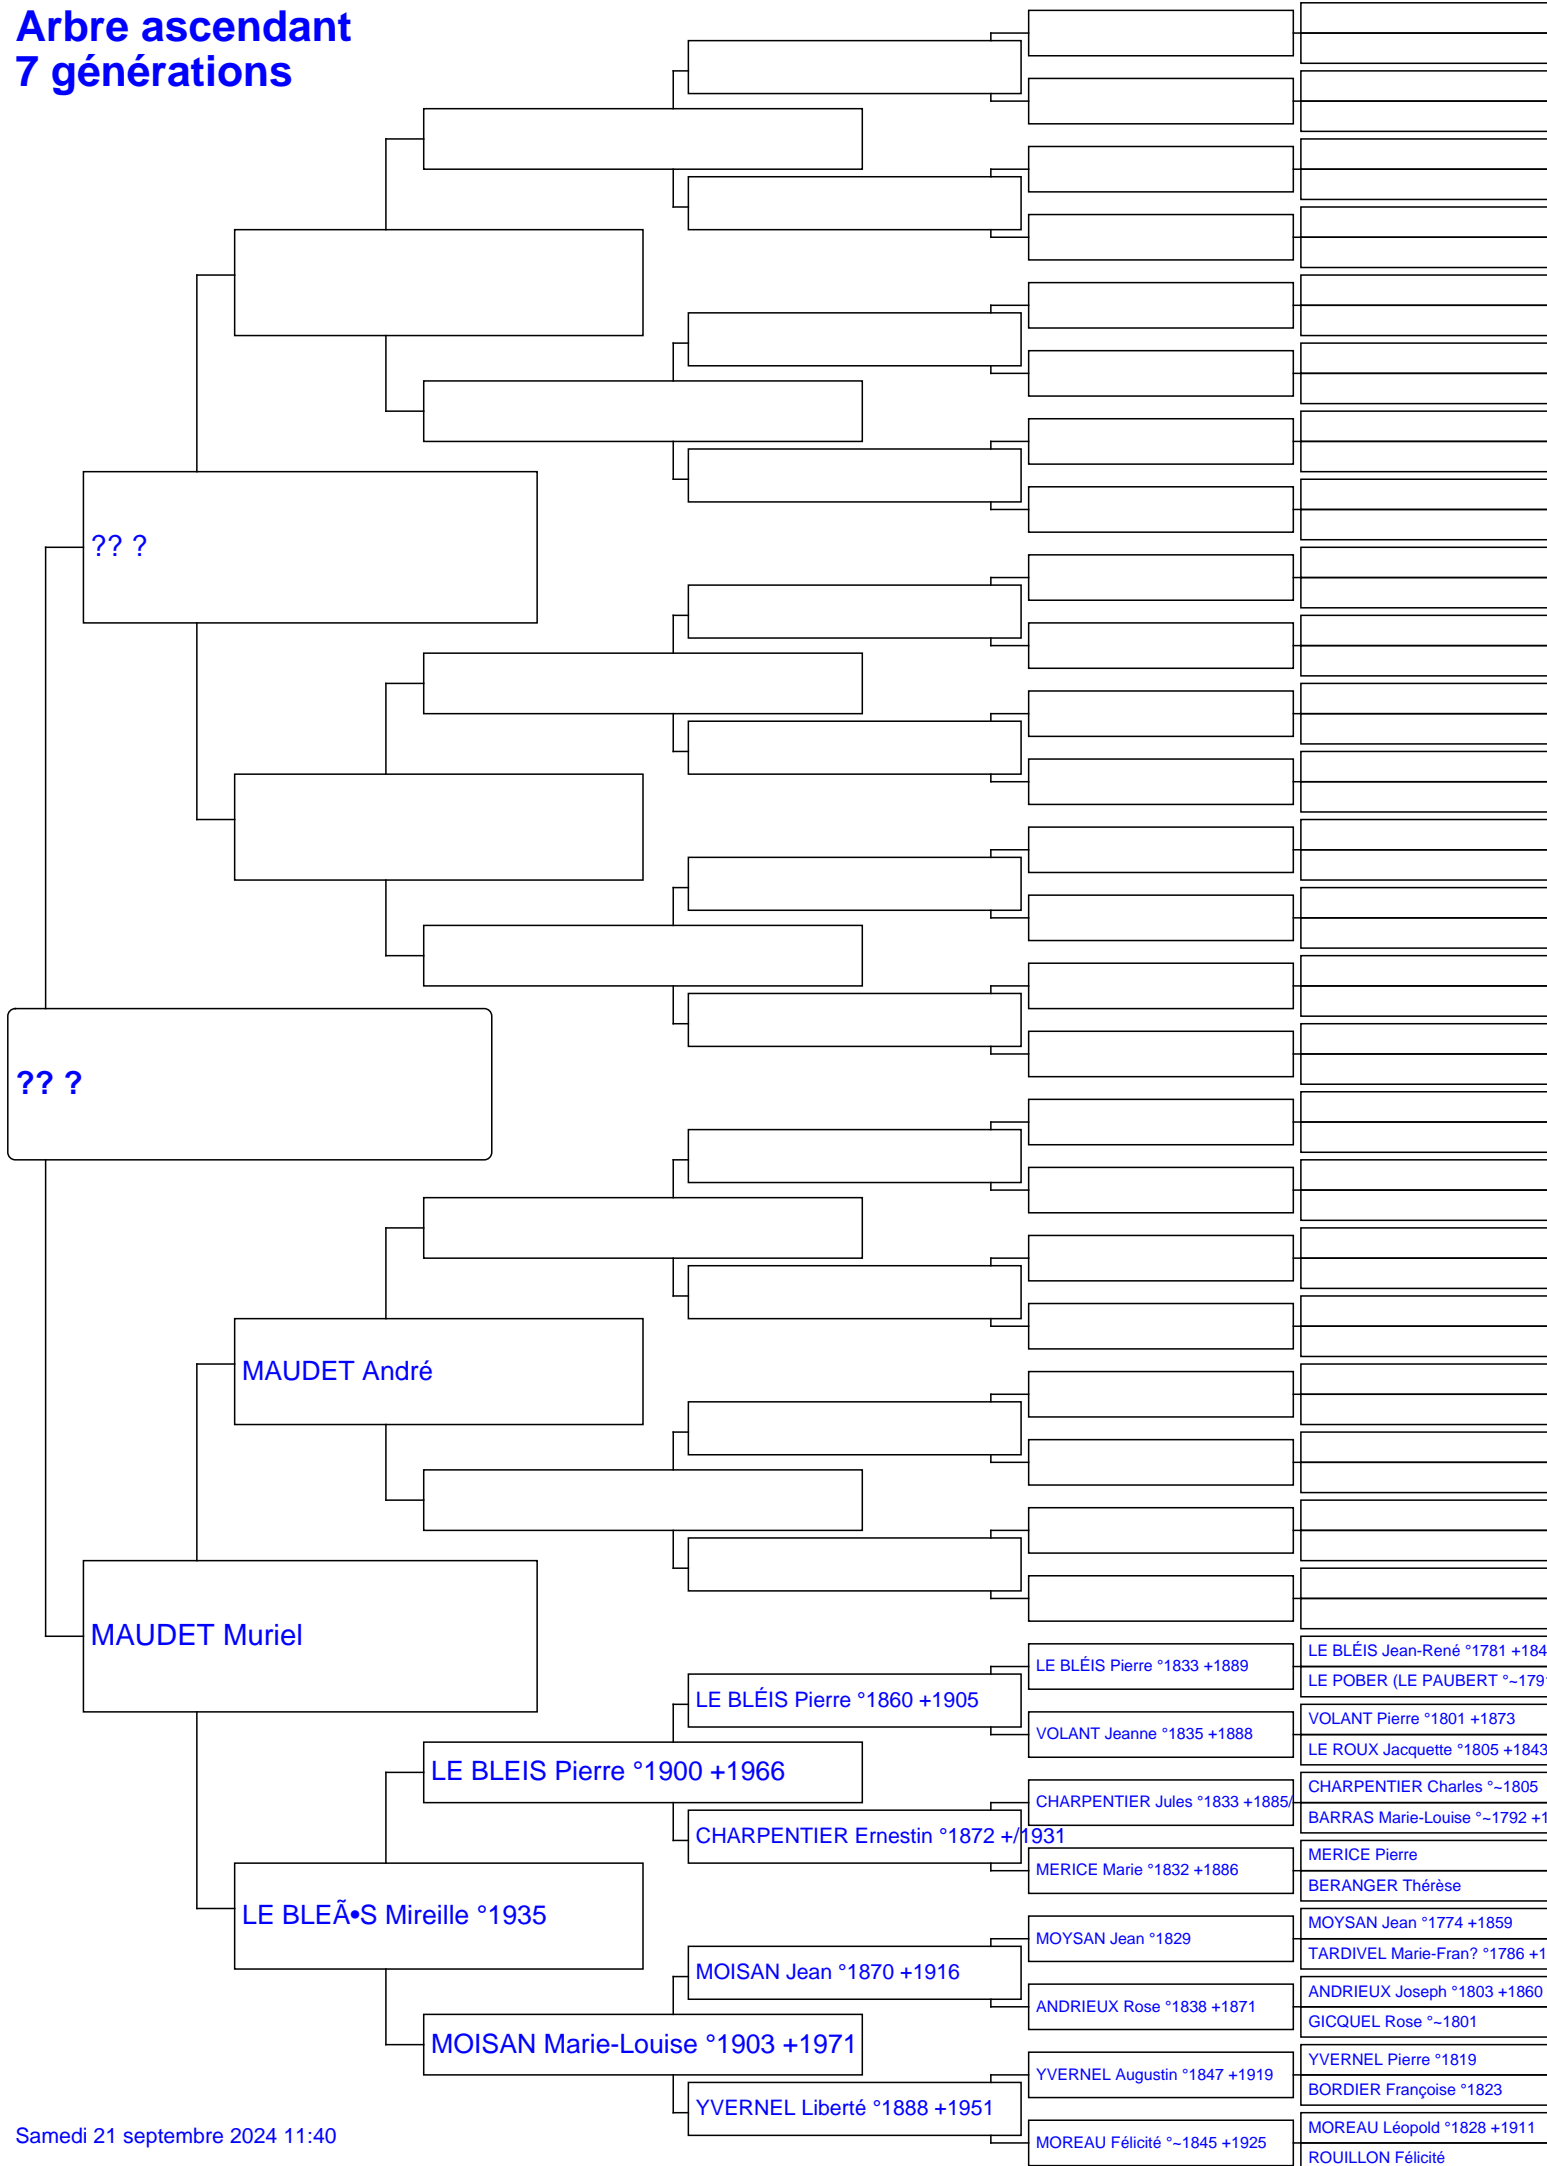 Arbre ascendant
7 générations
?? ?
?? ?
MAUDET André
MAUDET Muriel
LE BLEÃ•S Mireille °1935
LE BLEIS Pierre °1900 +1966
MOISAN Marie-Louise °1903 +1971
LE BLÉIS Pierre °1860 +1905
CHARPENTIER Ernestin °1872 +/1931
MOISAN Jean °1870 +1916
YVERNEL Liberté °1888 +1951
LE BLÉIS Pierre °1833 +1889
VOLANT Jeanne °1835 +1888
CHARPENTIER Jules °1833 +1885/
MERICE Marie °1832 +1886
MOYSAN Jean °1829
ANDRIEUX Rose °1838 +1871
YVERNEL Augustin °1847 +1919
MOREAU Félicité °~1845 +1925
LE BLÉIS Jean-René °1781 +184
LE POBER (LE PAUBERT °~179
VOLANT Pierre °1801 +1873
LE ROUX Jacquette °1805 +1843
CHARPENTIER Charles °~1805
BARRAS Marie-Louise °~1792 +1
MERICE Pierre
BERANGER Thérèse
MOYSAN Jean °1774 +1859
TARDIVEL Marie-Fran? °1786 +1
ANDRIEUX Joseph °1803 +1860
GICQUEL Rose °~1801
YVERNEL Pierre °1819
BORDIER Françoise °1823
MOREAU Léopold °1828 +1911
ROUILLON Félicité
Samedi 21 septembre 2024 11:40